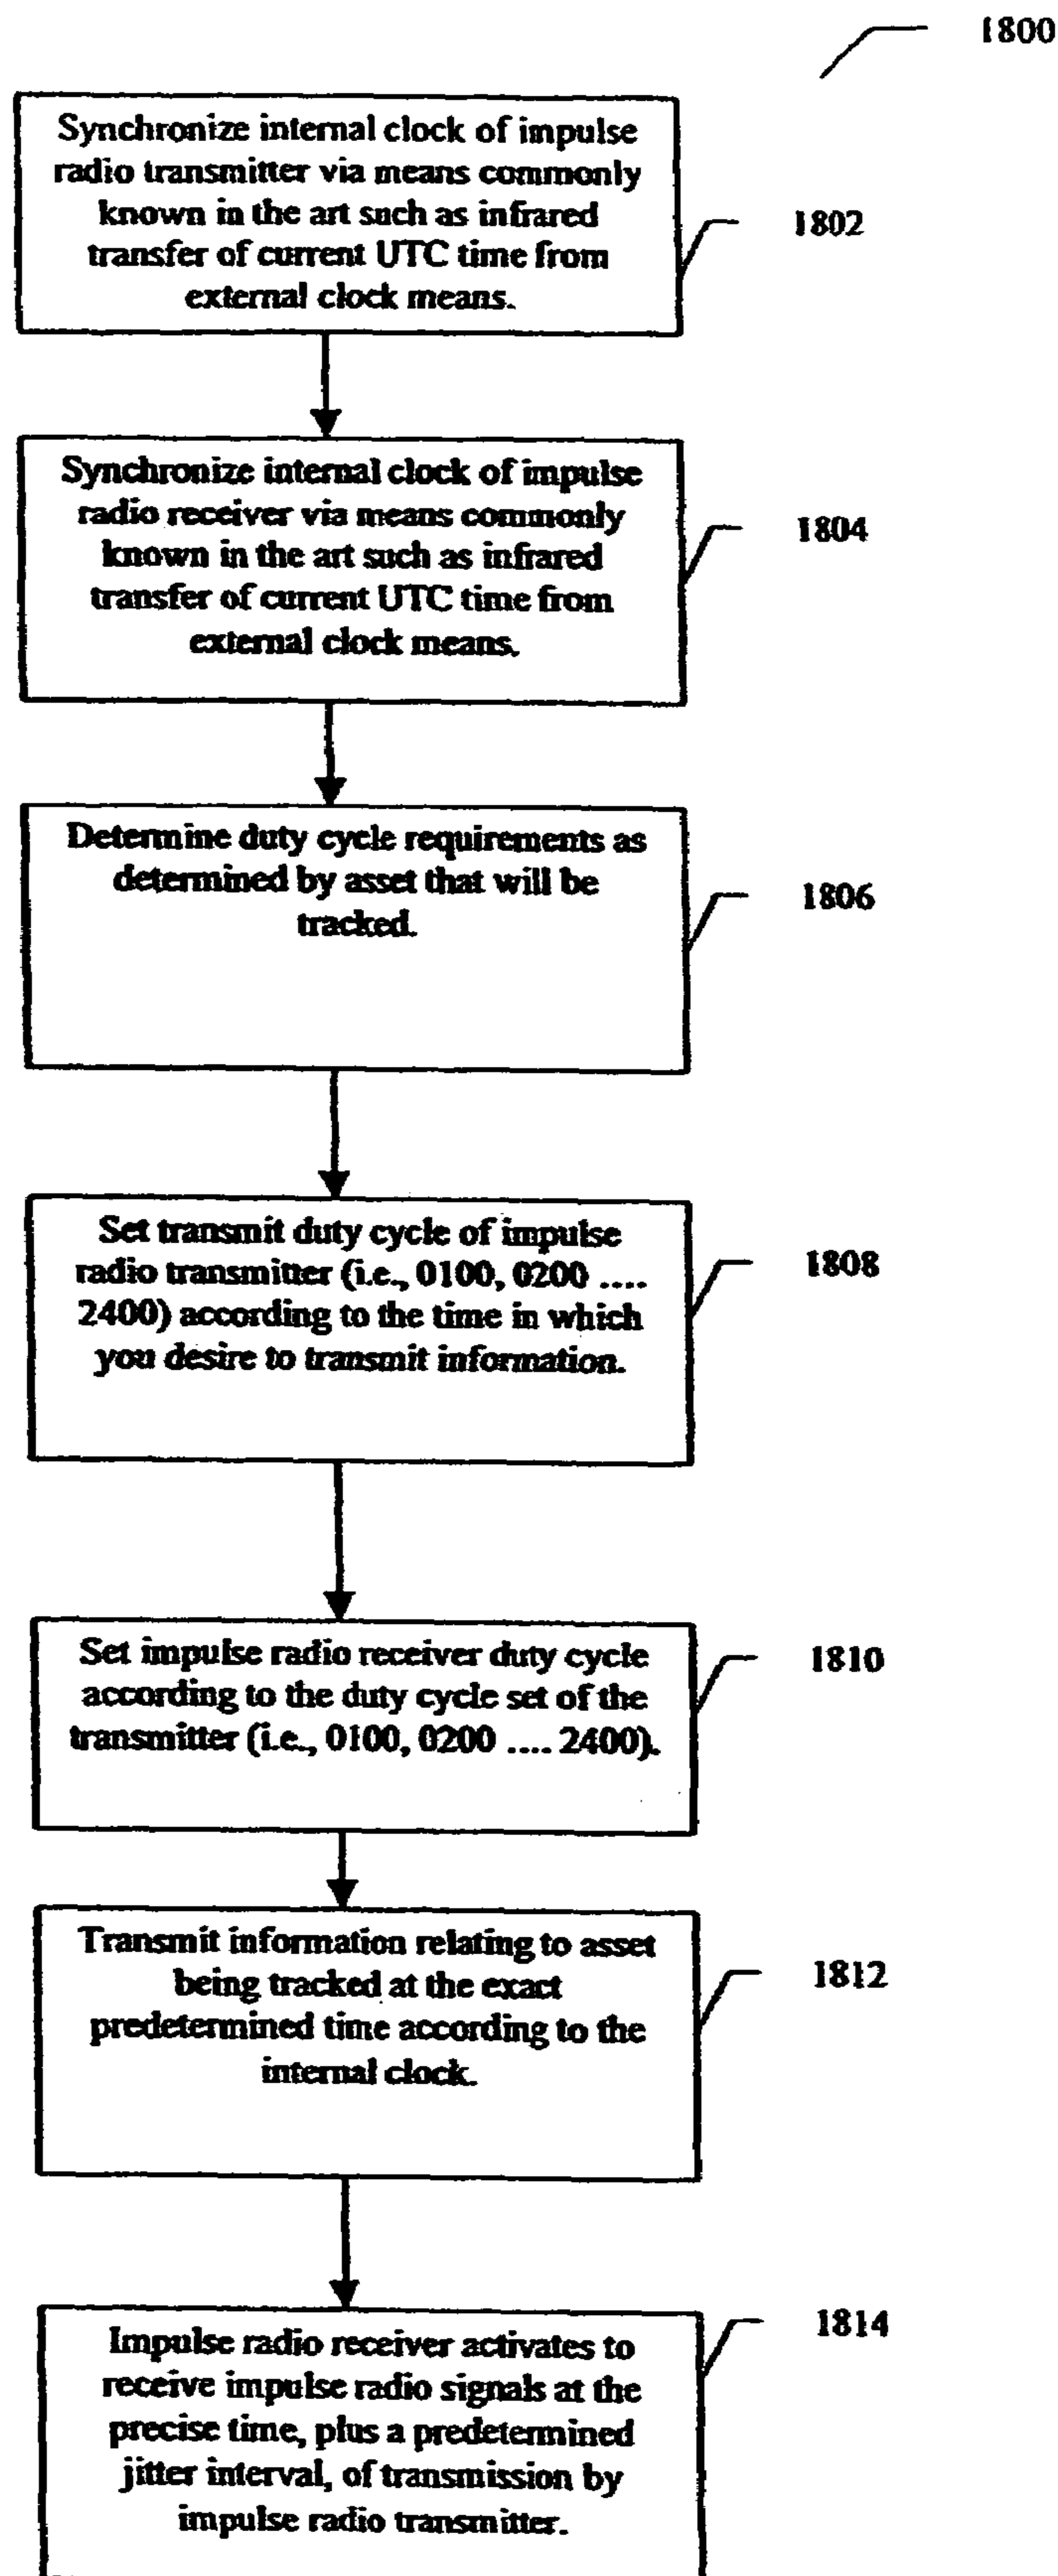 1800
Synchronize internal clock of impulse
radio transmitter via means commonly
known in the art such as infrared
transfer of current UTC time from
external clock means.
1802
Synchronize internal clock of impulse
radio receiver via means commonly
known in the art such as infrared
transfer of current UTC time from
external clock means.
1804
Determine duty cycle requirements as
determined by asset that will be
tracked.
1806
Set transmit duty cycle of impulse
radio transmitter (i.e., 0100, 0200 ....
2400) according to the time in which
you desire to transmit information.
1808
Set impulse radio receiver duty cycle
according to the duty cycle set of the
transmitter (i.e., 0100, 0200 .... 2400).
1810
Transmit information relating to asset
being tracked at the exact
predetermined time according to the
internal clock.
1812
Impulse radio receiver activates to
receive impulse radio signals at the
precise time, plus a predetermined
jitter interval, of transmission by
impulse radio transmitter.
1814